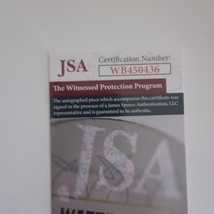 JSA
Certification Number:
WB450436
The Witnessed Protection Program
The autographed piece which accompanies this certificate was
signed in the presence of a James Spence Authentication, LLC
representative and is guaranteed to be authentic.
JSA